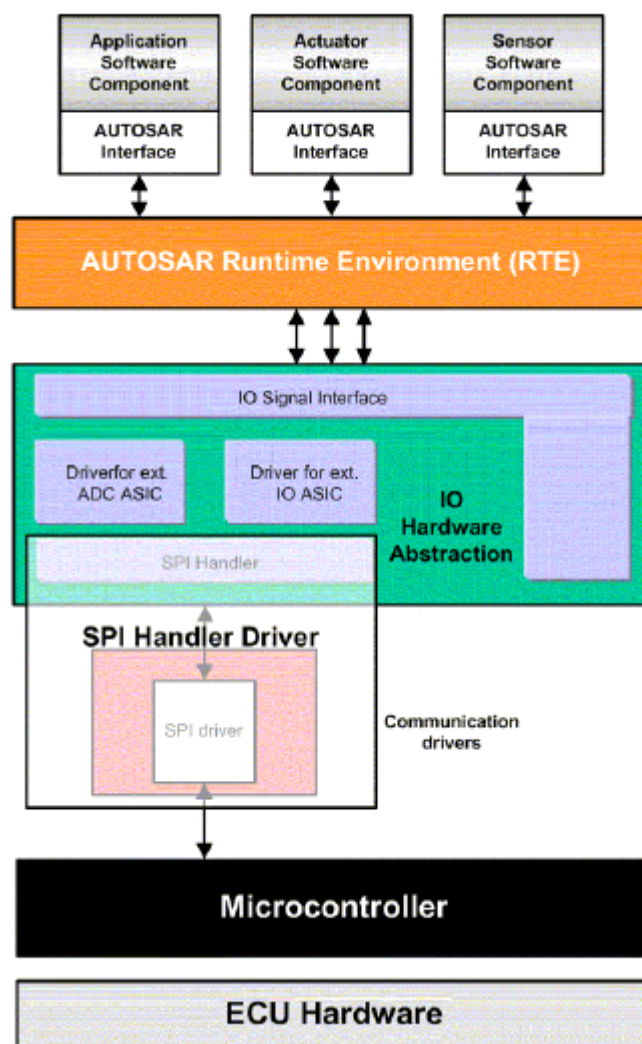 Application
Software
Component
AUTOSAR
Interface
Actuator
Software
Component
AUTOSAR
Interface
Sensor
Software
Component
AUTOSAR
Interface
AUTOSAR Runtime Environment (RTE)
IO Signal Interface
Driverfor ext.
ADC ASIC
Driver for ext.
IO ASIC
IO
Hardware
Abstraction
SPI Handler
SPI Handler Driver
SPI driver
Communication
drivers
Microcontroller
ECU Hardware